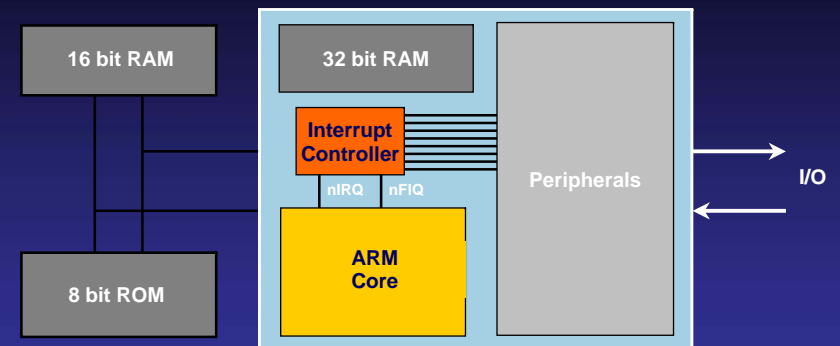 16 bit RAM
32 bit RAM
Interrupt
Controller
nIRQ
nFIQ
Peripherals
I/O
ARM
Core
8 bit ROM